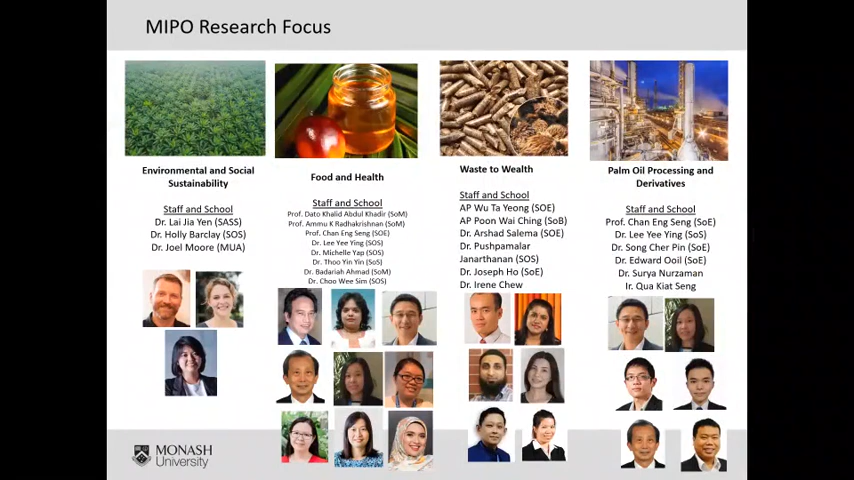 MIPO Research Focus
Environmental and Social
Sustainability
Staff and School
Dr. Lai Jia Yen (SASS)
Dr. Holly Barclay (SOS)
Dr. Joel Moore (MUA)
Food and Health
Staff and School
Prof. Dato Khalid Abdul Khadir (SoM)
Prof. Ammu K Radhakrishnan (SoM)
Prof. Chan Eng Seng (SOE)
Dr. Lee Yee Ying (SOS)
Dr. Michelle Yap (SOS)
Dr. Thoo Yin Yin (SoS)
Dr. Badariah Ahmad (SoM)
Dr. Choo Wee Sim (SOS)
Waste to Wealth
Staff and School
AP Wu Ta Yeong (SOE)
AP Poon Wai Ching (SoB)
Dr. Arshad Salema (SOE)
Dr. Pushpamalar
Janarthanan (SOS)
Dr. Joseph Ho (SoE)
Dr. Irene Chew
Palm Oil Processing and
Derivatives
Staff and School
Prof. Chan Eng Seng (SoE)
Dr. Lee Yee Ying (SoS)
Dr. Song Cher Pin (SoE)
Dr. Edward Ooil (SoE)
Dr. Surya Nurzaman
Ir. Qua Kiat Seng
MONASH
University